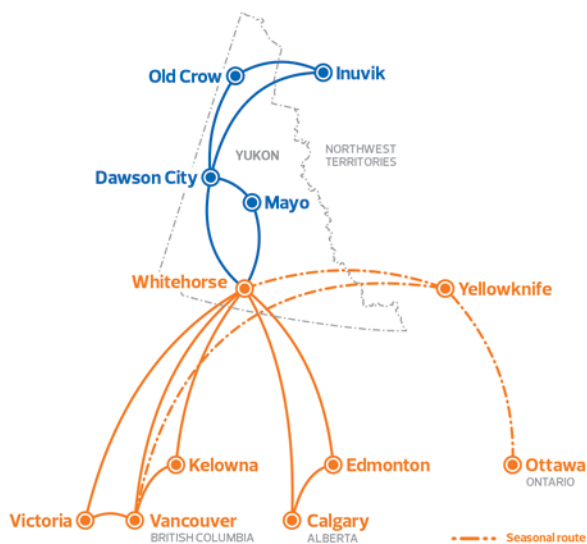 Old Crow
Inuvik
YUKON
NORTHWEST
TERRITORIES
Dawson City
Mayo
Whitehorse
Yellowknife
Kelowna
Edmonton
Ottawa
ONTARIO
Victoria
Vancouver
BRITISH COLUMBIA
Calgary
ALBERTA
Seasonal route